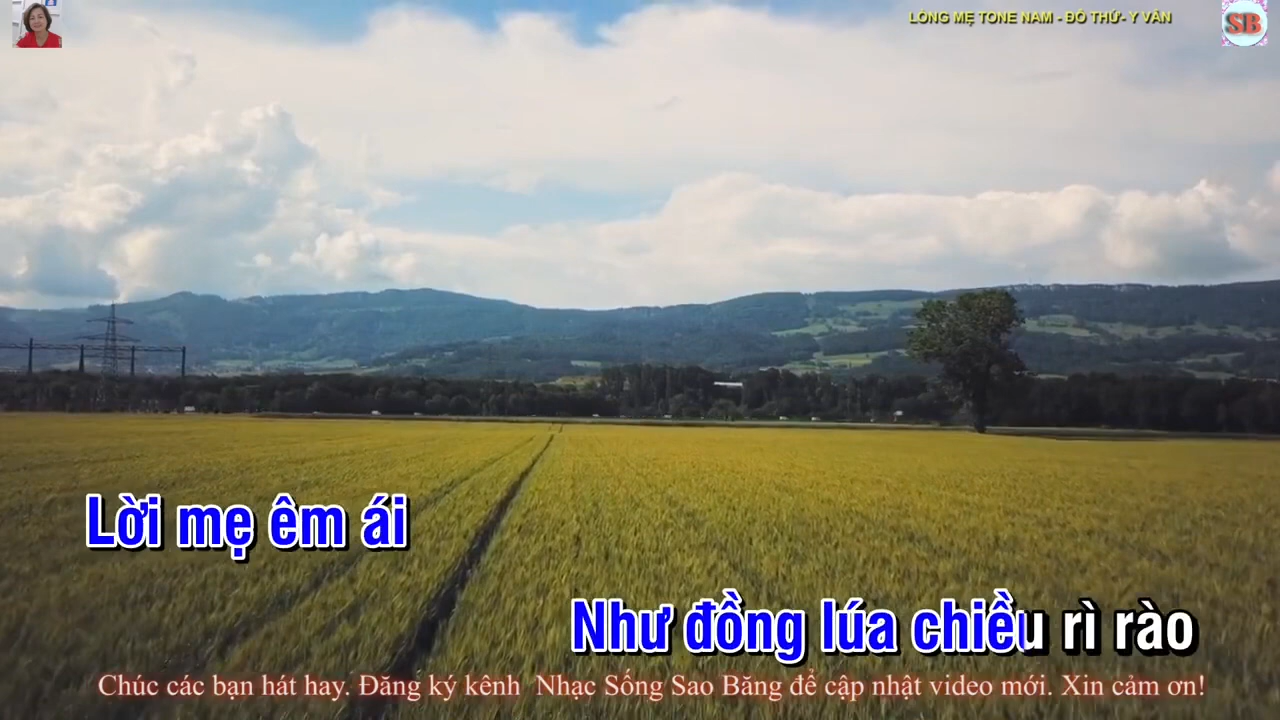 LÒNG MẸ TONE NAM - ĐÔ THỨ- Y VÂN
SB
Lời mẹ êm ái
Như đồng lúa chiều rì rào
Chúc các bạn hát hay. Đăng ký kênh  Nhạc Sống Sao Băng để cập nhật video mới. Xin cảm ơn!